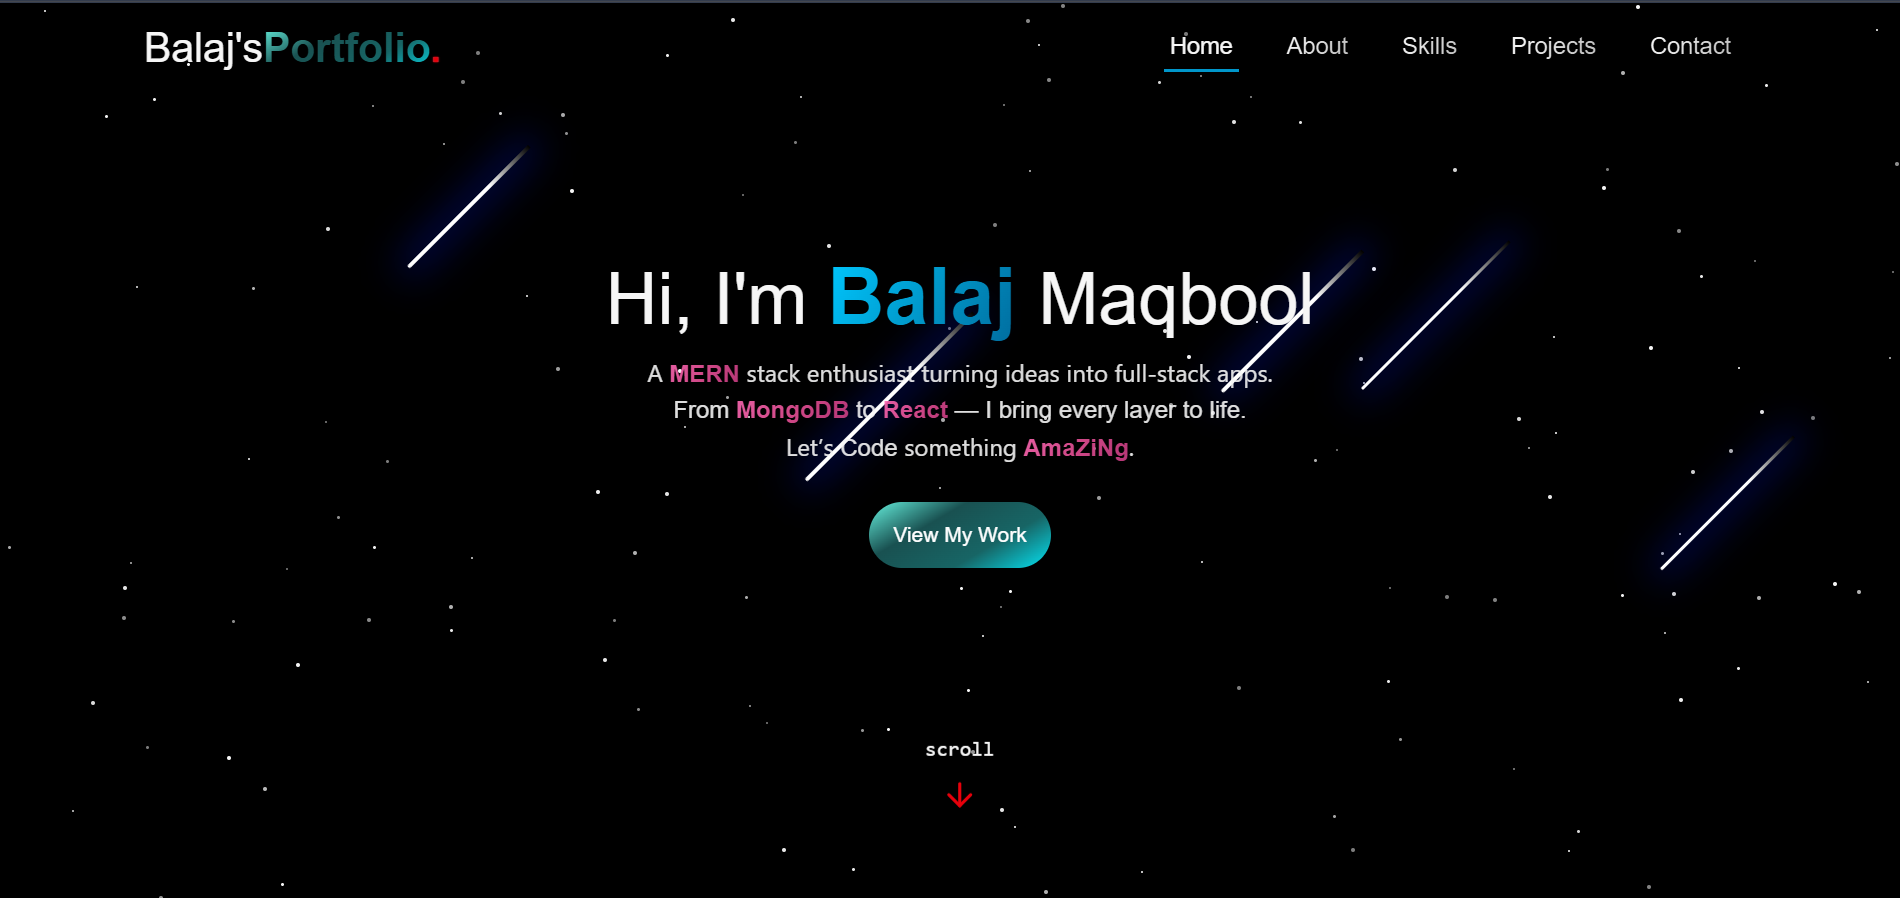 Balaj'sPortfolio.
Home About Skills Projects Contact
Hi, I'm Balaj Maqbool
A MERN stack enthusiast turning ideas into full-stack apps.
From MongoDB to React — I bring every layer to life.
Let’s Code something AmaZiNg.
View My Work
scroll